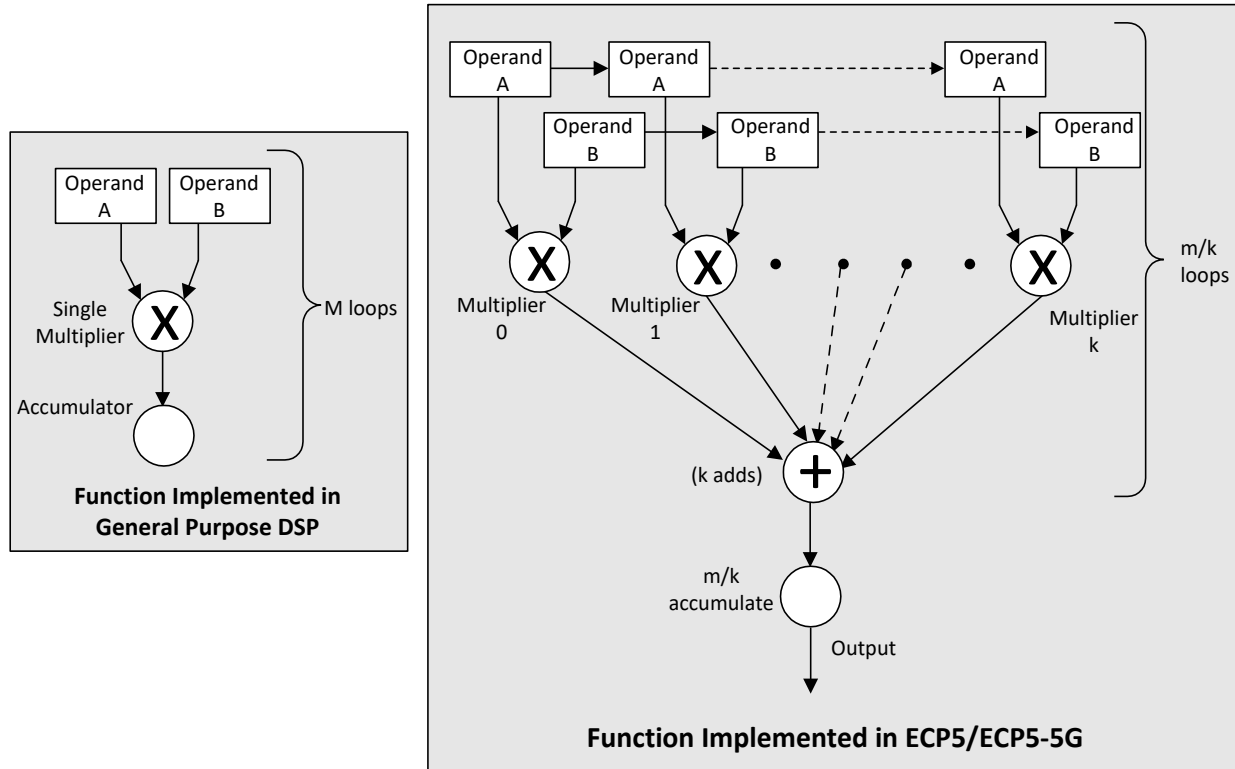 Operand
A
Operand
B
Single
Multiplier
X
M loops
Accumulator
Function Implemented in
General Purpose DSP
Operand
A
Operand
A
Operand
A
Operand
B
Operand
B
Operand
B
X
X
X
m/k
loops
Multiplier
0
Multiplier
1
Multiplier
k
(k adds)
+
m/k
accumulate
Output
Function Implemented in ECP5/ECP5-5G